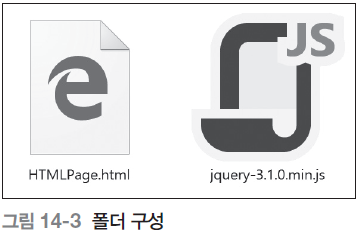 JS
HTMLPage.html
jquery-3.1.0.min.js
그림 14-3 폴더 구성